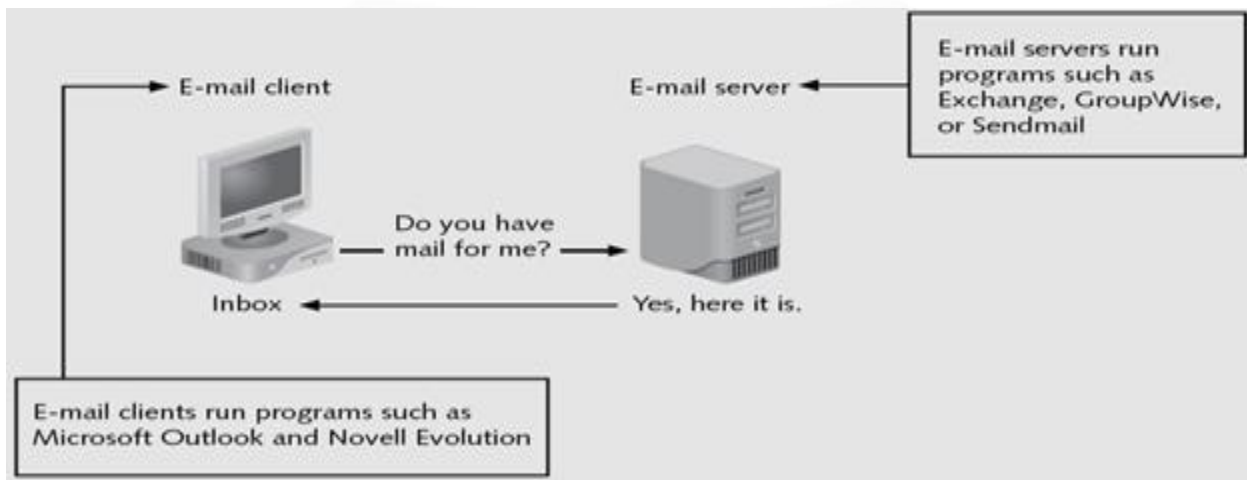 E-mail servers run
programs such as
Exchange, GroupWise,
or Sendmail
E-mail client
E-mail server
Do you have
mail for me?
Inbox
Yes, here it is.
E-mail clients run programs such as
Microsoft Outlook and Novell Evolution